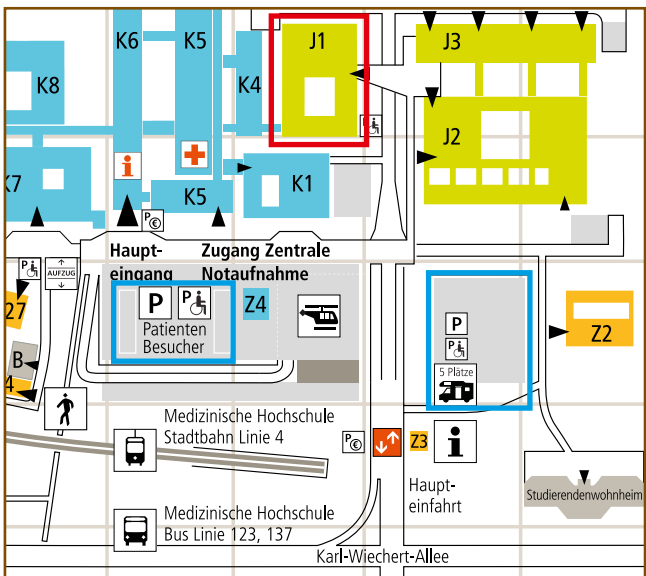 K6
K5
J1
J3
K8
K4
J2
i
K7
K5
K1
P€
Haupt-
eingang
Zugang Zentrale
Notaufnahme
P
AUFZUG
27
P
P
Patienten
Besucher
Z4
P
P
5 Plätze
Z2
B
4
Medizinische Hochschule
Stadtbahn Linie 4
P€
Z3
i
Haupt-
einfahrt
Studierendenwohnheim
Medizinische Hochschule
Bus Linie 123, 137
Karl-Wiechert-Allee